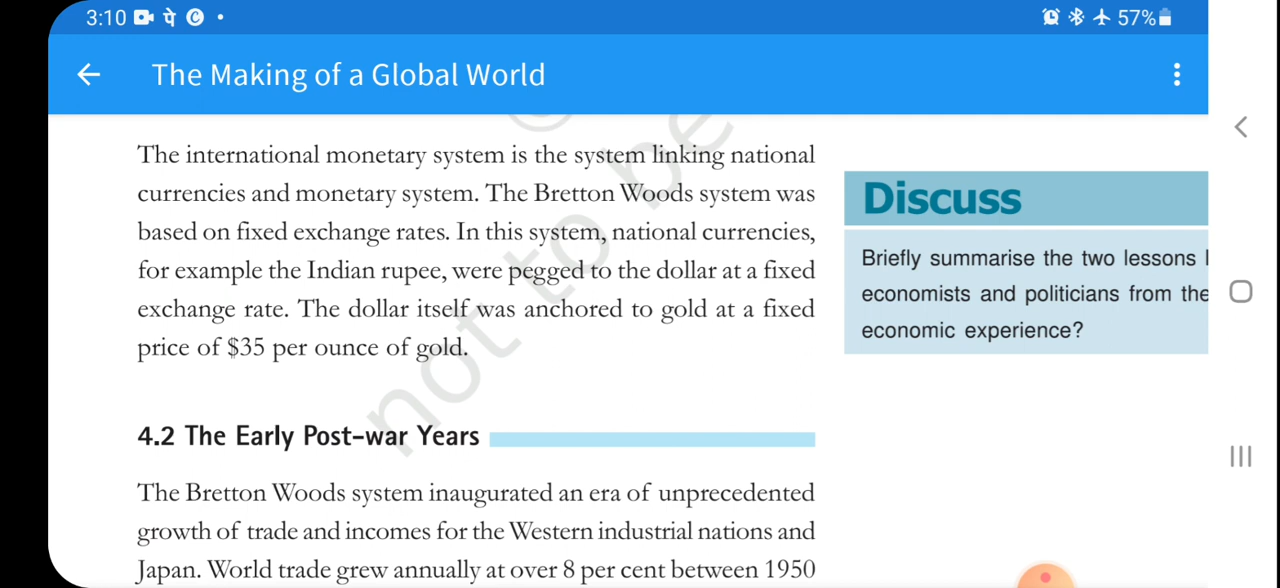 3:10
57%
The Making of a Global World
The international monetary system is the system linking national
currencies and monetary system. The Bretton Woods system was
based on fixed exchange rates. In this system, national currencies,
for example the Indian rupee, were pegged to the dollar at a fixed
exchange rate. The dollar itself was anchored to gold at a fixed
price of $35 per ounce of gold.
Discuss
Briefly summarise the two lessons
economists and politicians from the
economic experience?
4.2 The Early Post-war Years
The Bretton Woods system inaugurated an era of unprecedented
growth of trade and incomes for the Western industrial nations and
Japan. World trade grew annually at over 8 per cent between 1950
not to be